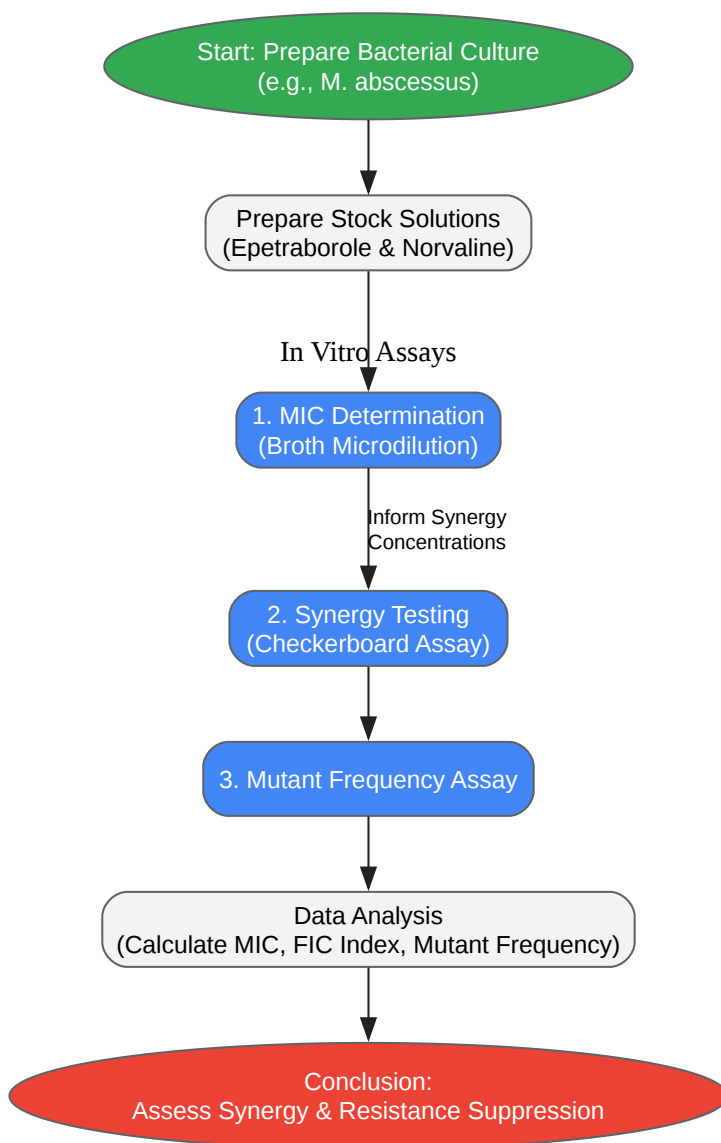 Start: Prepare Bacterial Culture
(e.g., M. abscessus)
Prepare Stock Solutions
(Epetraborole & Norvaline)
In Vitro Assays
1. MIC Determination
(Broth Microdilution)
Inform Synergy
Concentrations
2. Synergy Testing
(Checkerboard Assay)
3. Mutant Frequency Assay
Data Analysis
(Calculate MIC, FIC Index, Mutant Frequency)
Conclusion:
Assess Synergy & Resistance Suppression